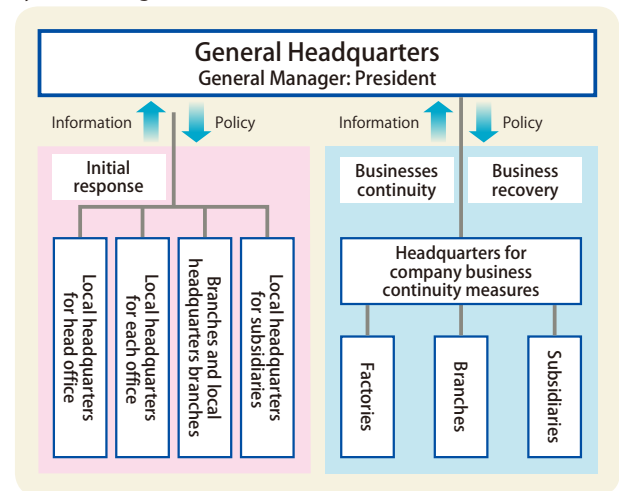 General Headquarters
General Manager: President
Information
Policy
Information
Policy
Initial
response
Businesses
continuity
Business
recovery
Headquarters for
company business
continuity measures
Local headquarters
for head office
Local headquarters
for each office
Branches and local
headquarters branches
Local headquarters
for subsidiaries
Factories
Branches
Subsidiaries